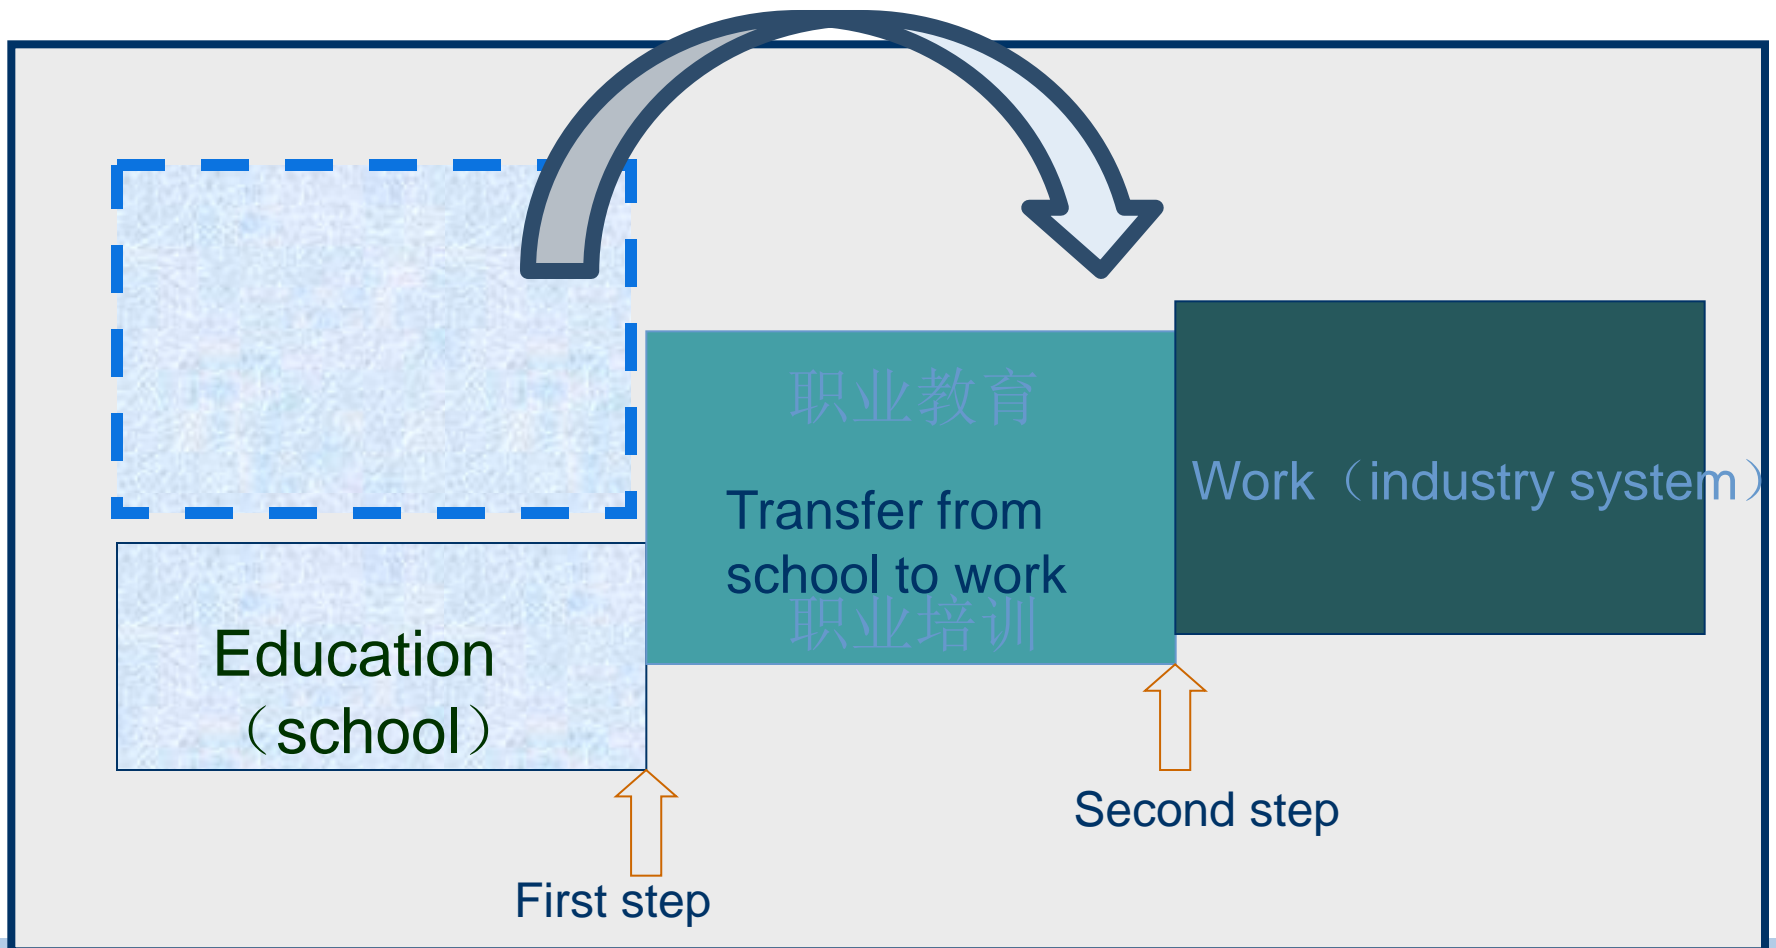 职业教育
Transfer from
school to work
职业培训
Work（industry system）
Education
（school）
Second step
First step